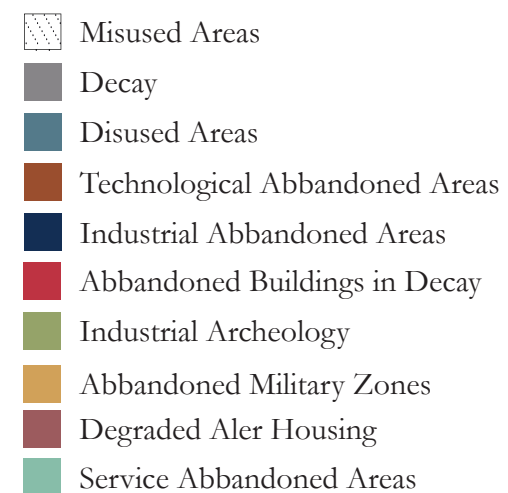 Misused Areas
Decay
Disused Areas
Technological Abbandoned Areas
Industrial Abbandoned Areas
Abbandoned Buildings in Decay
Industrial Archeology
Abbandoned Military Zones
Degraded Aler Housing
Service Abbandoned Areas